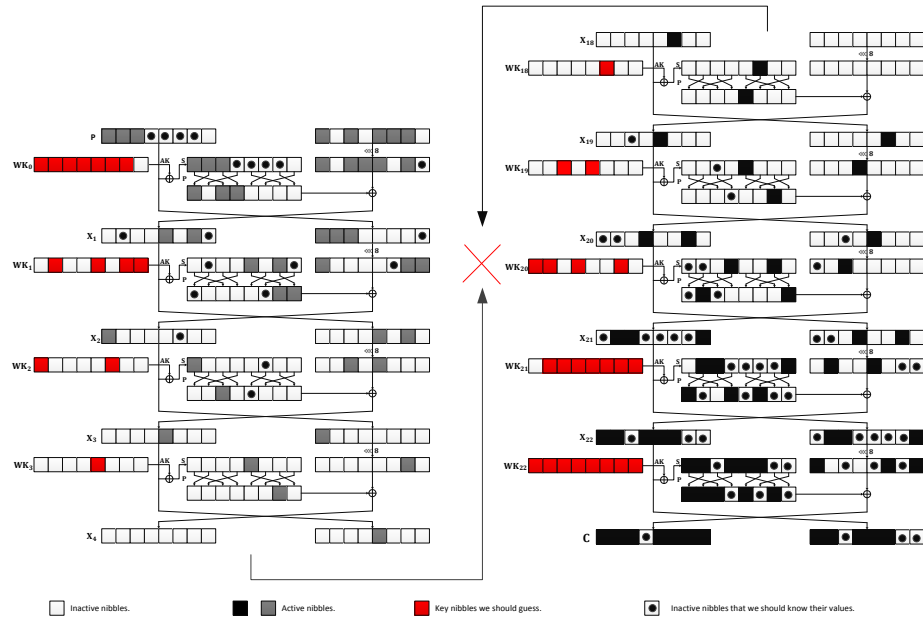 X18
<<< 8
WK18 AK S
P
X19
<<< 8
WK19 AK S
P
X20
<<< 8
WK20 AK S
P
X21
<<< 8
WK21 AK S
P
X22
<<< 8
WK22 AK S
P
C
P
<<< 8
WK0 AK S
P
X1
<<< 8
WK1 AK S
P
X2
<<< 8
WK2 AK S
P
X3
<<< 8
WK3 AK S
P
X4
Inactive nibbles. Active nibbles. Key nibbles we should guess. Inactive nibbles that we should know their values.